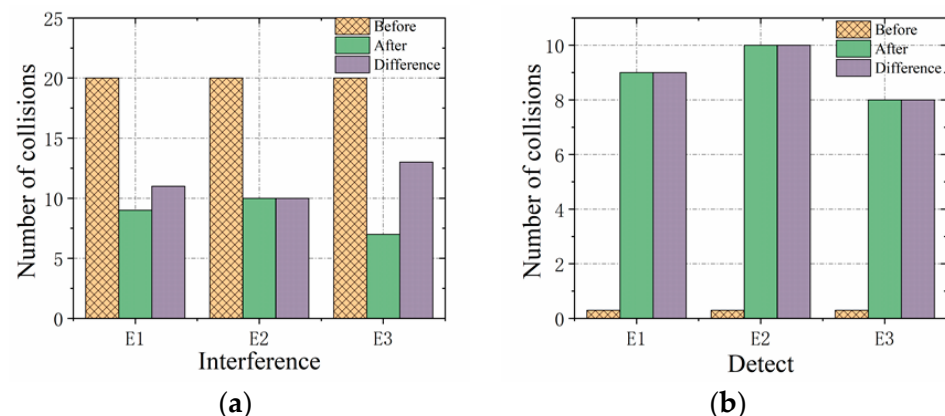 25
20
15
10
5
0
Number of collisions
Before
After
Difference
E1
E2
E3
Interference
(a)
10
8
6
4
2
0
Number of collisions
Before
After
Difference
E1
E2
E3
Detect
(b)